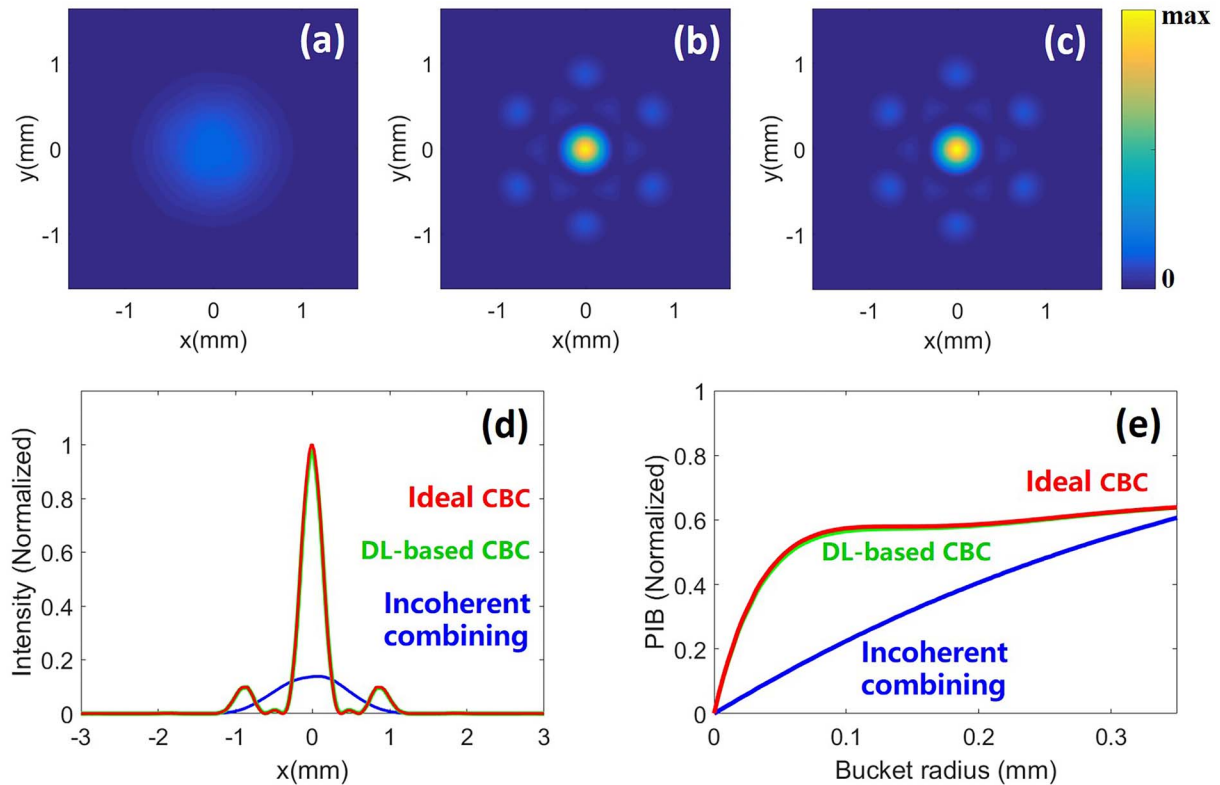 (a)
y(mm)
1
0
-1
-1
0
1
x(mm)
(b)
y(mm)
1
0
-1
-1
0
1
x(mm)
(c)
y(mm)
1
0
-1
-1
0
1
x(mm)
max
0
(d)
Intensity (Normalized)
1
0.8
0.6
0.4
0.2
0
-3
-2
-1
0
1
2
3
x(mm)
Ideal CBC
DL-based CBC
Incoherent
combining
(e)
PIB (Normalized)
1
0.8
0.6
0.4
0.2
0
0
0.1
0.2
0.3
Bucket radius (mm)
Ideal CBC
DL-based CBC
Incoherent
combining